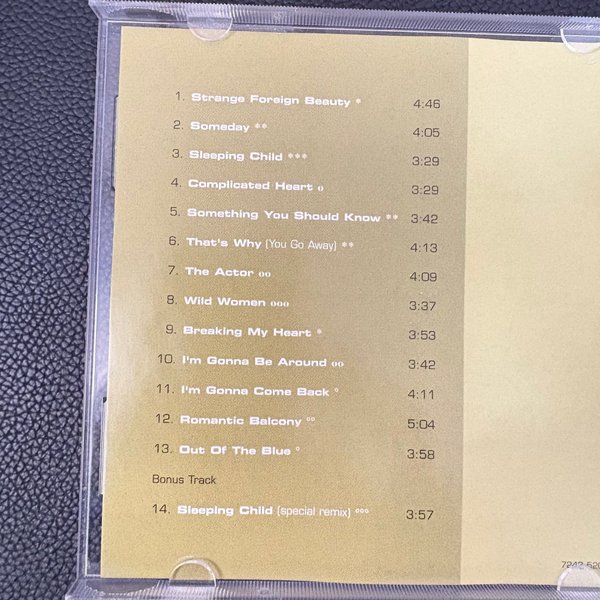 1. Strange Foreign Beauty * 4:46
2. Someday ** 4:05
3. Sleeping Child *** 3:29
4. Complicated Heart o 3:29
5. Something You Should Know ** 3:42
6. That's Why (You Go Away) ** 4:13
7. The Actor oo 4:09
8. Wild Women ooo 3:37
9. Breaking My Heart * 3:53
10. I'm Gonna Be Around oo 3:42
11. I'm Gonna Come Back ° 4:11
12. Romantic Balcony °° 5:04
13. Out Of The Blue ° 3:58
Bonus Track
14. Sleeping Child (special remix) °°° 3:57